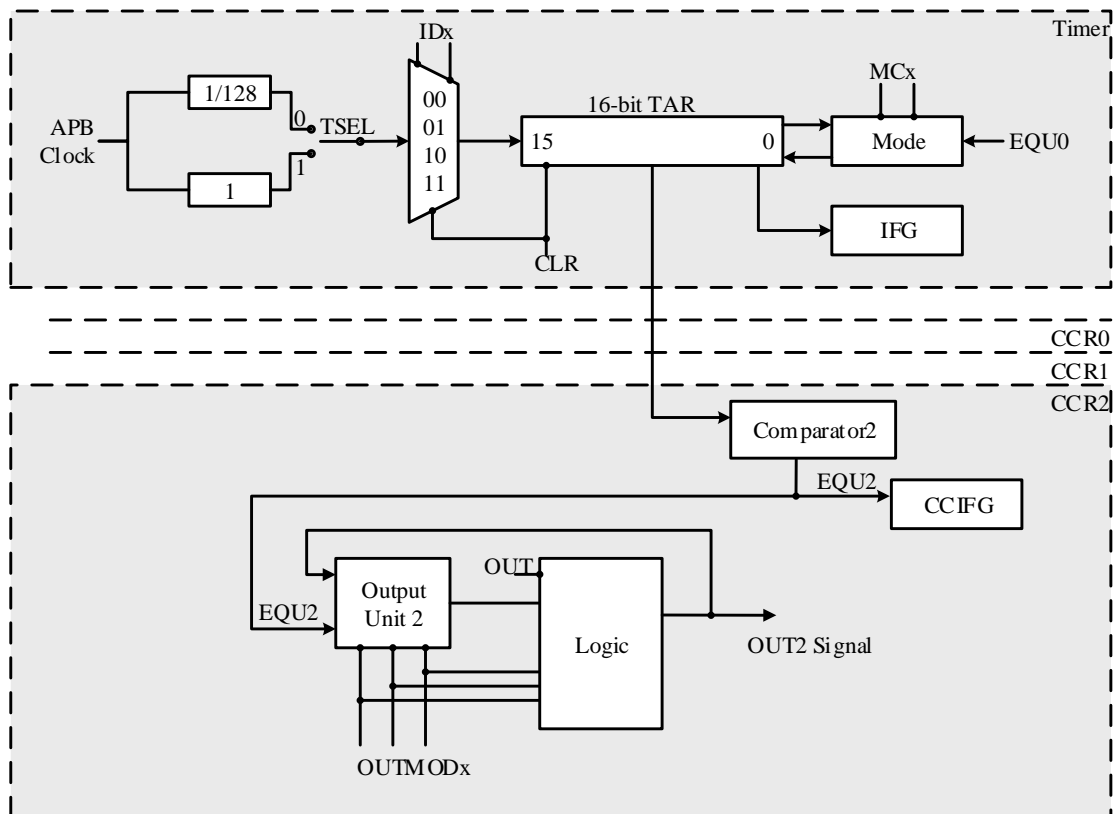 Timer
IDx
MCx
1/128
00
01
10
11
16-bit TAR
APB
Clock
0
TSEL
1
15
0
Mode
EQU0
1
IFG
CLR
CCR0
CCR1
CCR2
Comparator2
EQU2
CCIFG
OUT
Output
Unit 2
EQU2
Logic
OUT2 Signal
OUTMODx